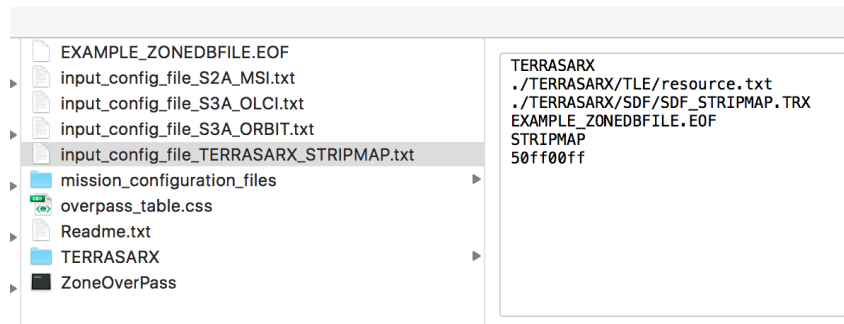 EXAMPLE_ZONEDBFILE.EOF
input_config_file_S2A_MSI.txt
input_config_file_S3A_OLCI.txt
input_config_file_S3A_ORBIT.txt
input_config_file_TERRASARX_STRIPMAP.txt
mission_configuration_files
overpass_table.css
Readme.txt
TERRASARX
ZoneOverPass
TERRASARX
./TERRASARX/TLE/resource.txt
./TERRASARX/SDF/SDF_STRIPMAP.TRX
EXAMPLE_ZONEDBFILE.EOF
STRIPMAP
50ff00ff